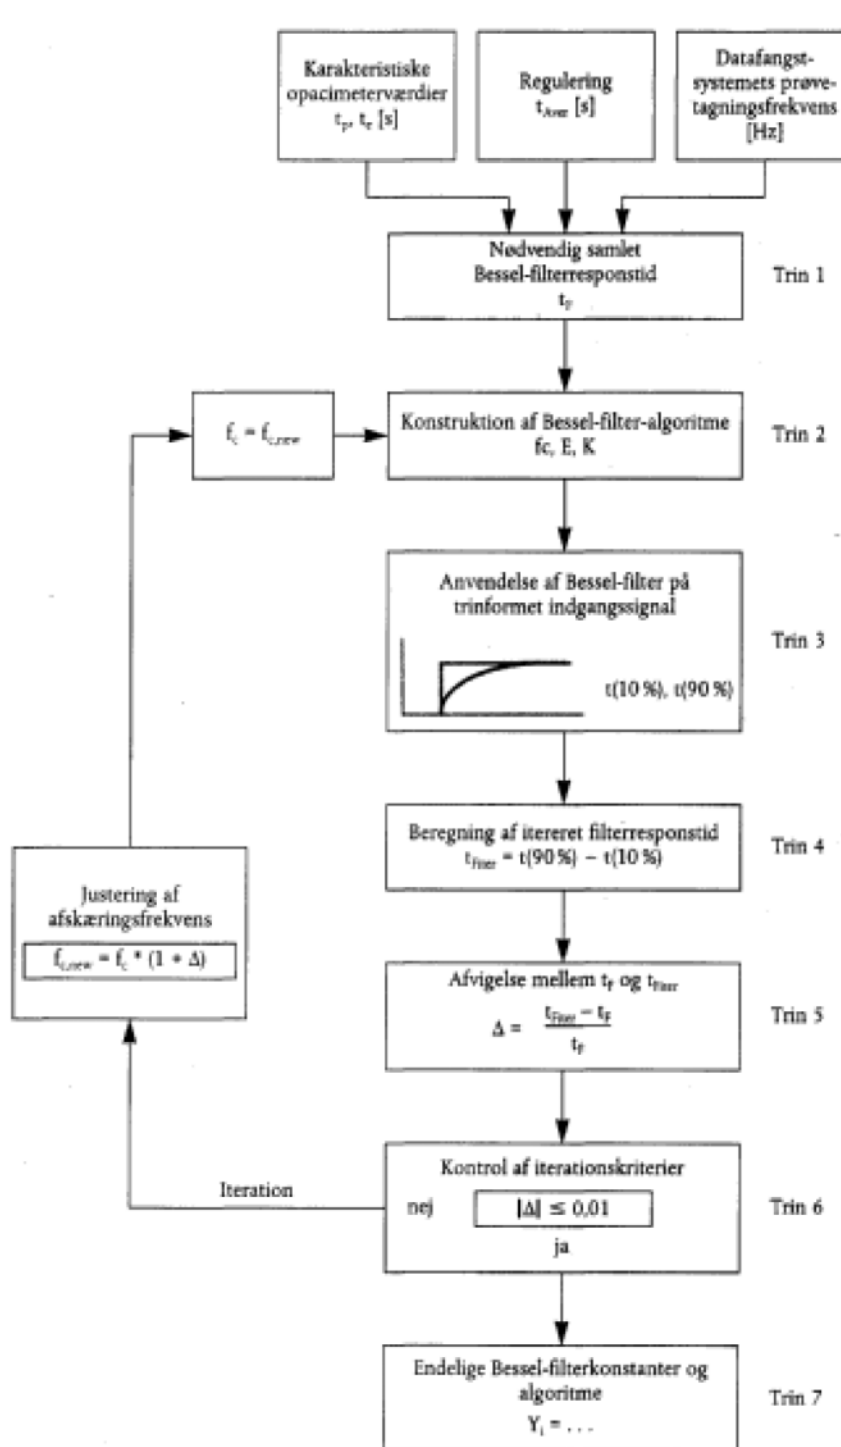 Karakteristiske
opacimeterværdier
t_p, t_e [s]
Regulering
t_Aver [s]
Datafangst-
systemets prøve-
tagningsfrekvens
[Hz]
Nødvendig samlet
Bessel-filterresponstid
t_F
Trin 1
f_c = f_c,new
Konstruktion af Bessel-filter-algoritme
fc, E, K
Trin 2
Anvendelse af Bessel-filter på
trinformet indgangssignal
t(10 %), t(90 %)
Trin 3
Beregning af itereret filterresponstid
t_Fiter = t(90 %) − t(10 %)
Trin 4
Justering af
afskæringsfrekvens
f_c,new = f_c * (1 + Δ)
Afvigelse mellem t_F og t_Fiter
Δ = (t_Fiter − t_F) / t_F
Trin 5
Kontrol af iterationskriterier
Iteration
nej
|Δ| ≤ 0,01
ja
Trin 6
Endelige Bessel-filterkonstanter og
algoritme
Y_i = . . .
Trin 7